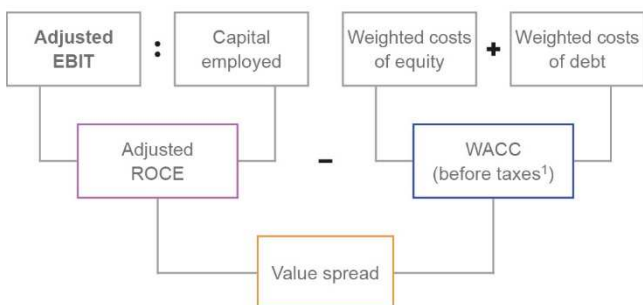 Adjusted
EBIT
:
Capital
employed
Weighted costs
of equity
+
Weighted costs
of debt
Adjusted
ROCE
–
WACC
(before taxes¹)
Value spread